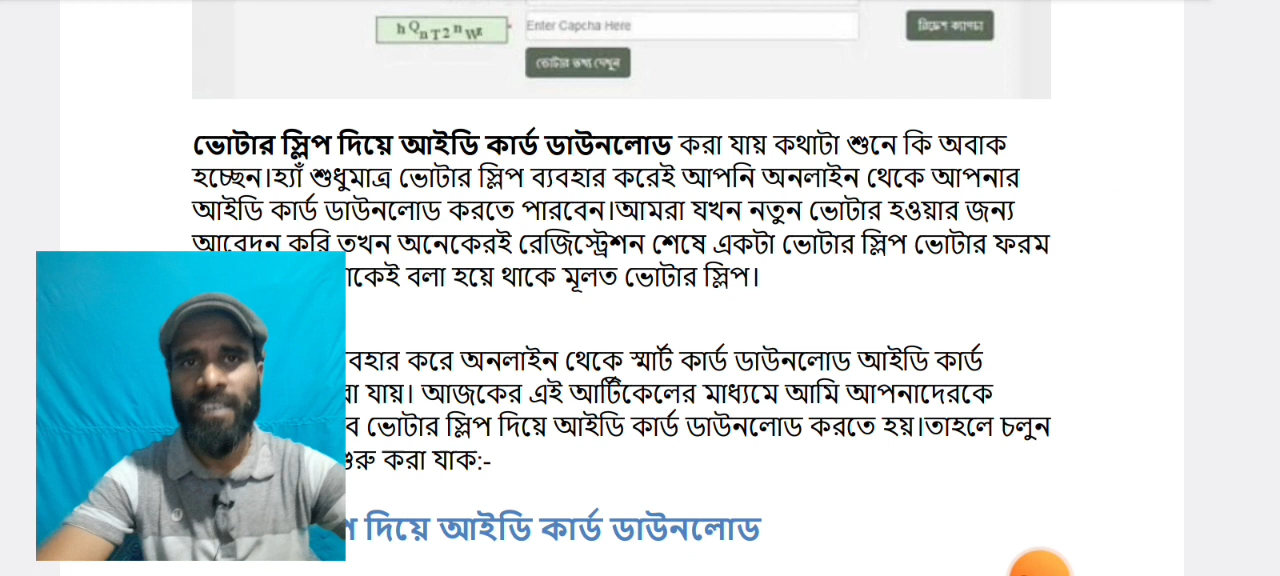 hQnT2nWz
Enter Capcha Here
রিফ্রেশ ক্যাপচা
ভোটার তথ্য দেখুন
ভোটার স্লিপ দিয়ে আইডি কার্ড ডাউনলোড করা যায় কথাটা শুনে কি অবাক
হচ্ছেন।হ্যাঁ শুধুমাত্র ভোটার স্লিপ ব্যবহার করেই আপনি অনলাইন থেকে আপনার
আইডি কার্ড ডাউনলোড করতে পারবেন।আমরা যখন নতুন ভোটার হওয়ার জন্য
আবেদন করি তখন অনেকেরই রেজিস্ট্রেশন শেষে একটা ভোটার স্লিপ ভোটার ফরম
কেই বলা হয়ে থাকে মূলত ভোটার স্লিপ।
বহার করে অনলাইন থেকে স্মার্ট কার্ড ডাউনলোড আইডি কার্ড
যায়। আজকের এই আর্টিকেলের মাধ্যমে আমি আপনাদেরকে
ব ভোটার স্লিপ দিয়ে আইডি কার্ড ডাউনলোড করতে হয়।তাহলে চলুন
শুরু করা যাক:-
দিয়ে আইডি কার্ড ডাউনলোড